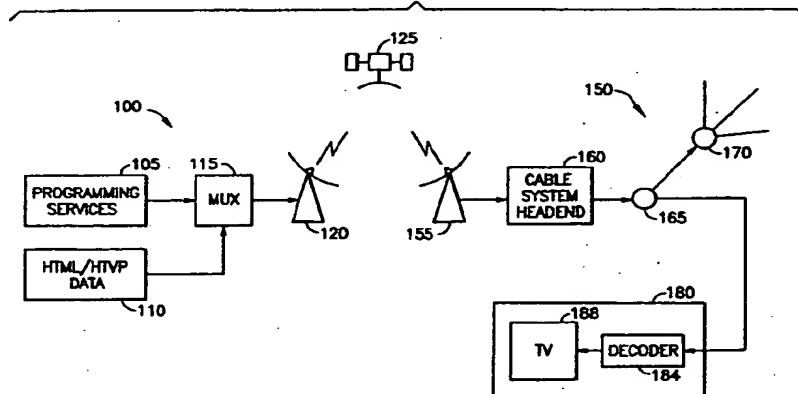 125
100
150
105
115
160
170
PROGRAMMING
SERVICES
MUX
CABLE
SYSTEM
HEADEND
120
155
165
HTML/HTVP
DATA
110
180
188
TV
DECODER
184